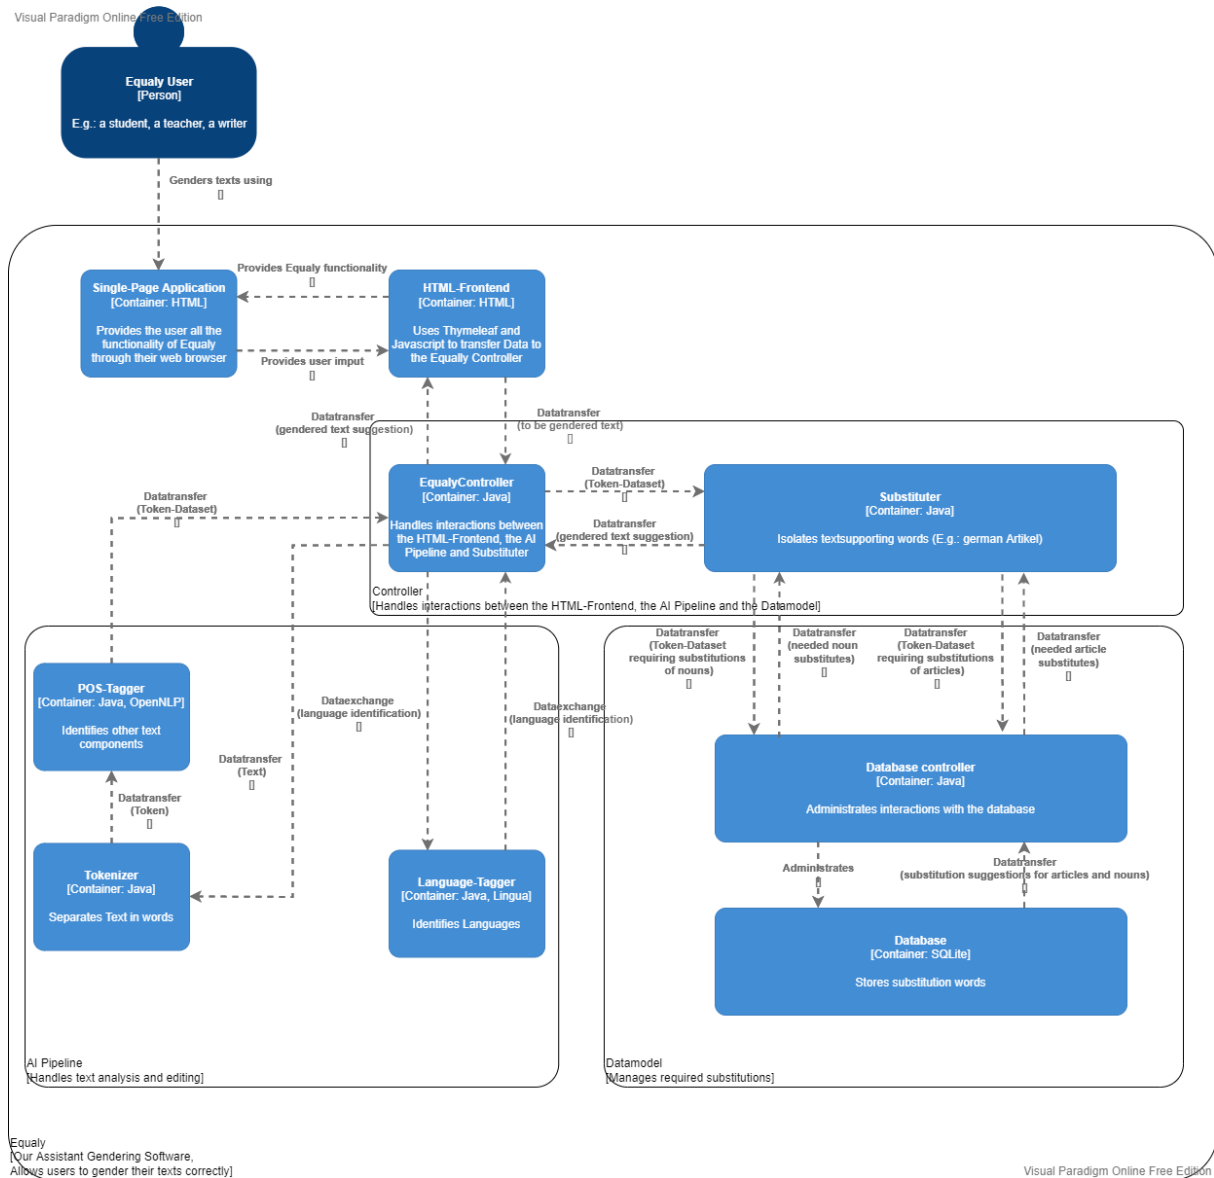 Visual Paradigm Online Free Edition
Equaly User
[Person]
E.g.: a student, a teacher, a writer
Genders texts using
[]
Single-Page Application
[Container: HTML]
Provides the user all the
functionality of Equaly
through their web browser
Provides Equaly functionality
[]
Provides user imput
[]
HTML-Frontend
[Container: HTML]
Uses Thymeleaf and
Javascript to transfer Data to
the Equally Controller
Datatransfer
(gendered text suggestion)
[]
Datatransfer
(to be gendered text)
[]
EqualyController
[Container: Java]
Handles interactions between
the HTML-Frontend, the AI
Pipeline and Substituter
Datatransfer
(Token-Dataset)
[]
Datatransfer
(gendered text suggestion)
[]
Substituter
[Container: Java]
Isolates textsupporting words (E.g.: german Artikel)
Controller
[Handles interactions between the HTML-Frontend, the AI Pipeline and the Datamodel]
Datatransfer
(Token-Dataset)
[]
POS-Tagger
[Container: Java, OpenNLP]
Identifies other text
components
Datatransfer
(Token)
[]
Tokenizer
[Container: Java]
Separates Text in words
Datatransfer
(Text)
[]
Dataexchange
(language identification)
[]
Dataexchange
(language identification)
[]
Language-Tagger
[Container: Java, Lingua]
Identifies Languages
AI Pipeline
[Handles text analysis and editing]
Datatransfer
(Token-Dataset
requiring substitutions
of nouns)
[]
Datatransfer
(needed noun
substitutes)
[]
Datatransfer
(Token-Dataset
requiring substitutions
of articles)
[]
Datatransfer
(needed article
substitutes)
[]
Database controller
[Container: Java]
Administrates interactions with the database
Administrates
[]
Datatransfer
(substitution suggestions for articles and nouns)
[]
Database
[Container: SQLite]
Stores substitution words
Datamodel
[Manages required substitutions]
Equaly
[Our Assistant Gendering Software,
Allows users to gender their texts correctly]
Visual Paradigm Online Free Edition